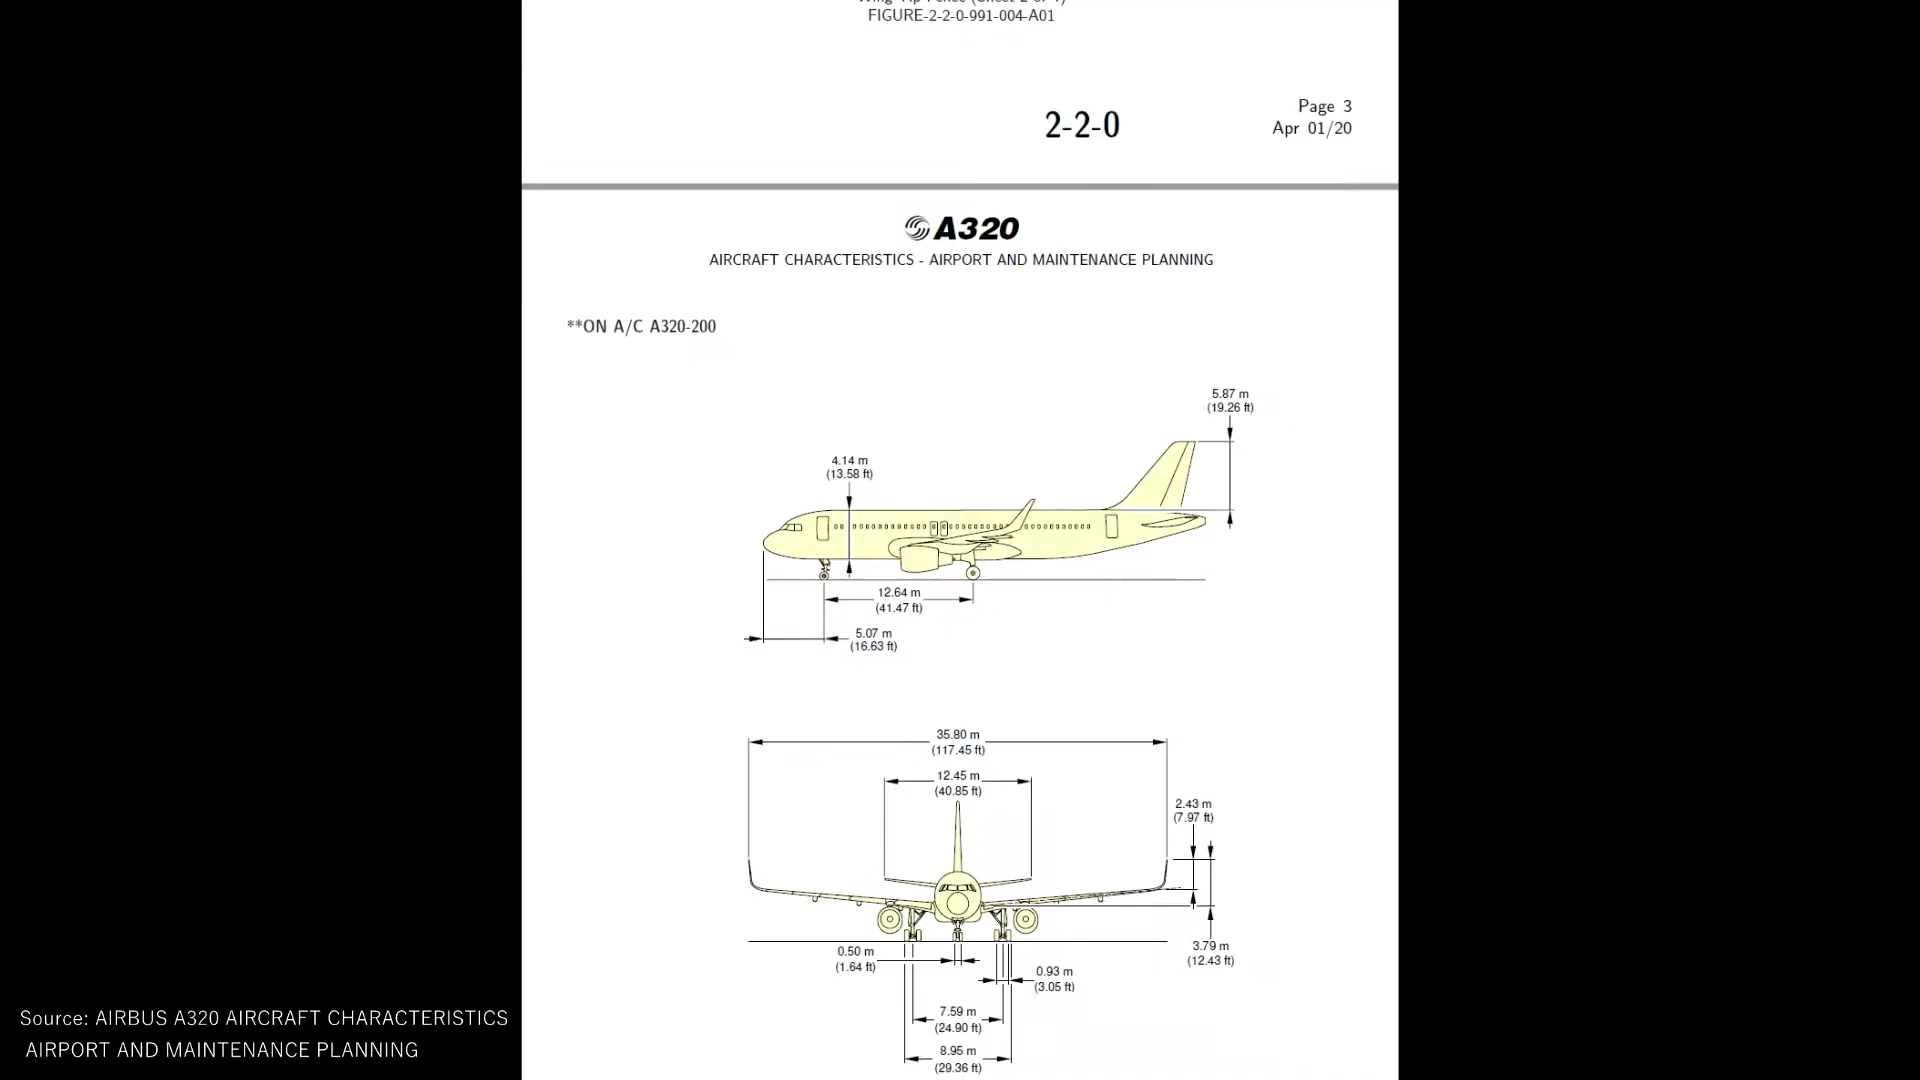 FIGURE-2-2-0-991-004-A01
Page 3
2-2-0
Apr 01/20
A320
AIRCRAFT CHARACTERISTICS - AIRPORT AND MAINTENANCE PLANNING
**ON A/C A320-200
5.87 m
(19.26 ft)
4.14 m
(13.58 ft)
12.64 m
(41.47 ft)
5.07 m
(16.63 ft)
35.80 m
(117.45 ft)
12.45 m
(40.85 ft)
2.43 m
(7.97 ft)
3.79 m
(12.43 ft)
0.50 m
(1.64 ft)
0.93 m
(3.05 ft)
7.59 m
(24.90 ft)
8.95 m
(29.36 ft)
Source: AIRBUS A320 AIRCRAFT CHARACTERISTICS
AIRPORT AND MAINTENANCE PLANNING